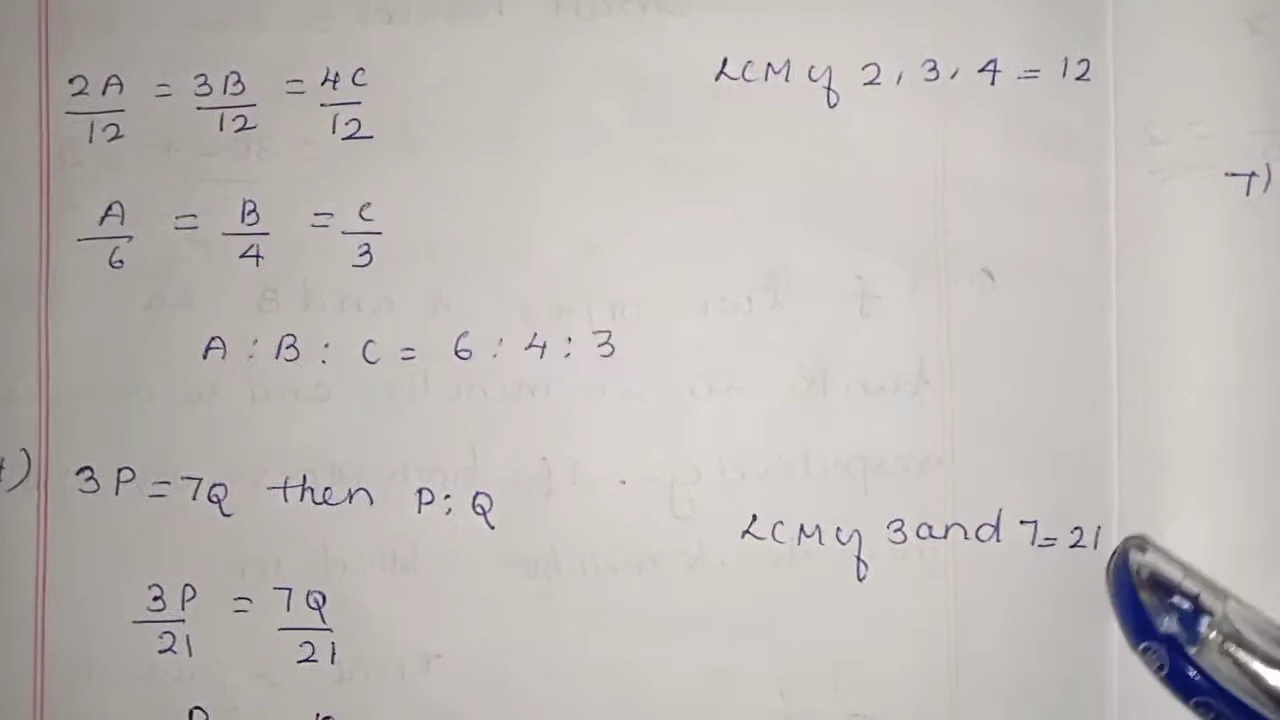 2A/12 = 3B/12 = 4C/12
LCM of 2, 3, 4 = 12
A/6 = B/4 = C/3
A : B : C = 6 : 4 : 3
3P = 7Q then P : Q
LCM of 3 and 7 = 21
3P/21 = 7Q/21
7)